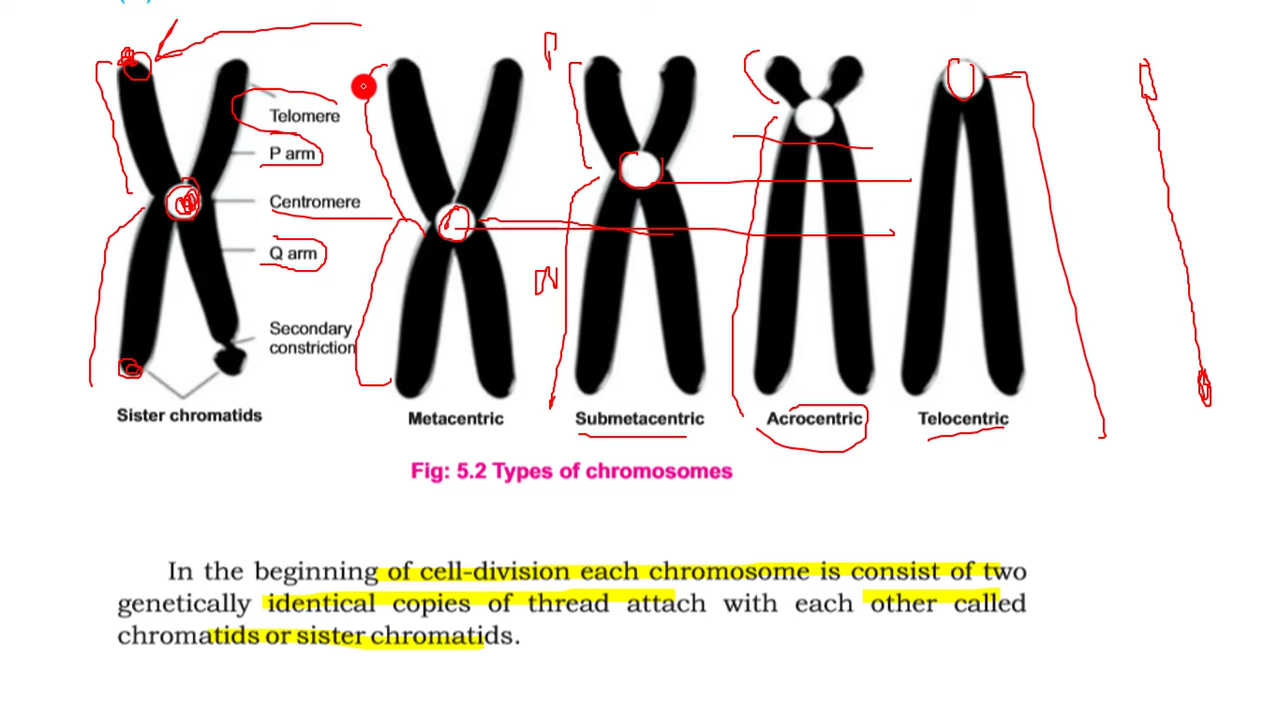 Telomere
P arm
Centromere
Q arm
Secondary
constriction
Sister chromatids
Metacentric
Submetacentric
Acrocentric
Telocentric
Fig: 5.2 Types of chromosomes
In the beginning of cell-division each chromosome is consist of two
genetically identical copies of thread attach with each other called
chromatids or sister chromatids.